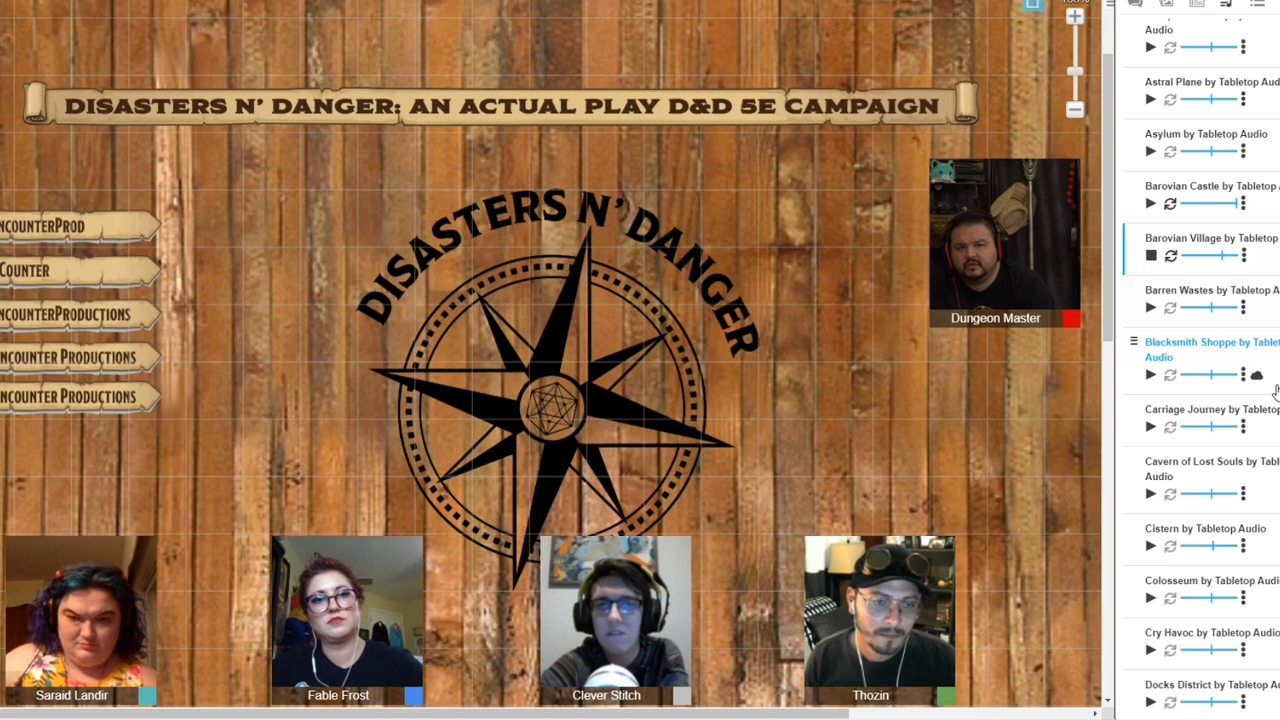 DISASTERS N' DANGER: AN ACTUAL PLAY D&D 5E CAMPAIGN
DISASTERS N' DANGER
NCOUNTERPROD
COUNTER
NCOUNTERPRODUCTIONS
NCOUNTER PRODUCTIONS
NCOUNTER PRODUCTIONS
Dungeon Master
Saraid Landir
Fable Frost
Clever Stitch
Thozin
Audio
Astral Plane by Tabletop Aud
Asylum by Tabletop Audio
Barovian Castle by Tabletop A
Barovian Village by Tabletop
Barren Wastes by Tabletop A
Blacksmith Shoppe by Tablet
Audio
Carriage Journey by Tabletop
Cavern of Lost Souls by Tabl
Audio
Cistern by Tabletop Audio
Colosseum by Tabletop Audi
Cry Havoc by Tabletop Audio
Docks District by Tabletop Au